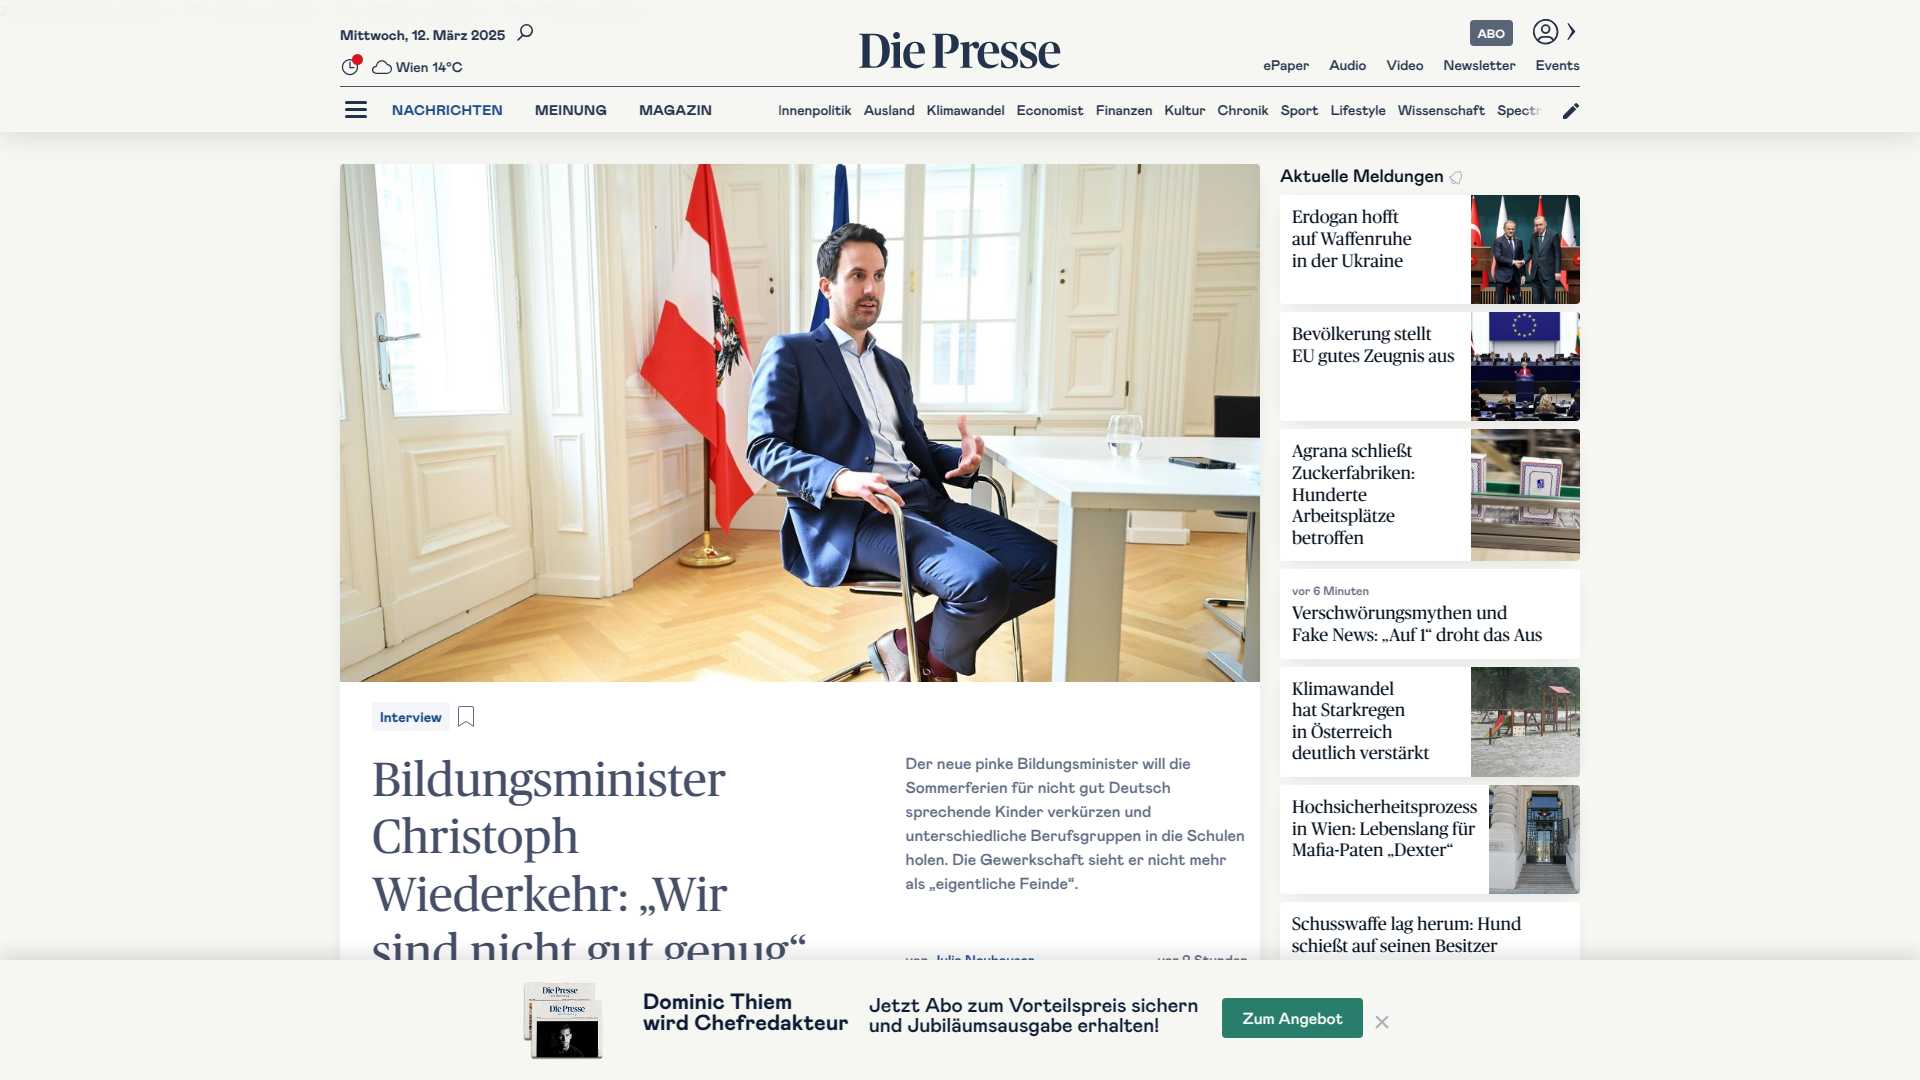 Mittwoch, 12. März 2025
Wien 14°C
Die Presse
ABO
ePaper Audio Video Newsletter Events
NACHRICHTEN MEINUNG MAGAZIN
Innenpolitik Ausland Klimawandel Economist Finanzen Kultur Chronik Sport Lifestyle Wissenschaft
Interview
Bildungsminister
Christoph
Wiederkehr: „Wir
sind nicht gut genug“
Der neue pinke Bildungsminister will die
Sommerferien für nicht gut Deutsch
sprechende Kinder verkürzen und
unterschiedliche Berufsgruppen in die Schulen
holen. Die Gewerkschaft sieht er nicht mehr
als „eigentliche Feinde“.
Aktuelle Meldungen
Erdogan hofft
auf Waffenruhe
in der Ukraine
Bevölkerung stellt
EU gutes Zeugnis aus
Agrana schließt
Zuckerfabriken:
Hunderte
Arbeitsplätze
betroffen
vor 6 Minuten
Verschwörungsmythen und
Fake News: „Auf 1“ droht das Aus
Klimawandel
hat Starkregen
in Österreich
deutlich verstärkt
Hochsicherheitsprozess
in Wien: Lebenslang für
Mafia-Paten „Dexter“
Schusswaffe lag herum: Hund
schießt auf seinen Besitzer
Die Presse
Die Presse
Dominic Thiem
wird Chefredakteur
Jetzt Abo zum Vorteilspreis sichern
und Jubiläumsausgabe erhalten!
Zum Angebot